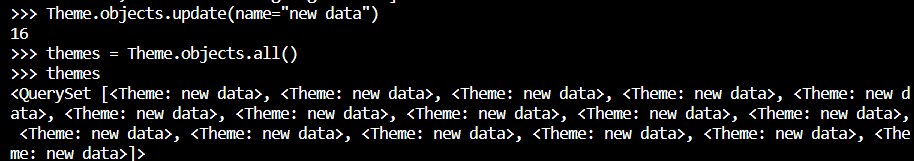 >>> Theme.objects.update(name="new data")
16
>>> themes = Theme.objects.all()
>>> themes
<QuerySet [<Theme: new data>, <Theme: new data>, <Theme: new data>, <Theme: new data>, <Theme: new d
ata>, <Theme: new data>, <Theme: new data>, <Theme: new data>, <Theme: new data>, <Theme: new data>,
 <Theme: new data>, <Theme: new data>, <Theme: new data>, <Theme: new data>, <Theme: new data>, <The
me: new data>]>